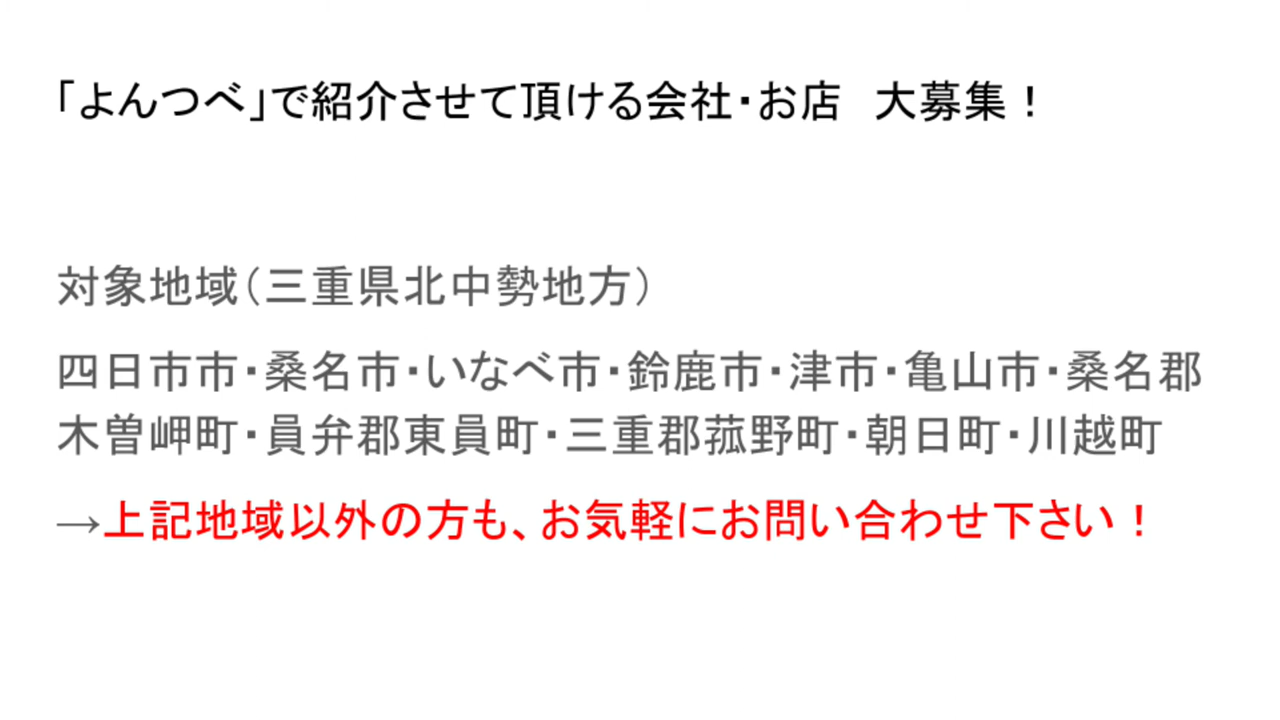 「よんつべ」で紹介させて頂ける会社・お店　大募集！
対象地域（三重県北中勢地方）
四日市市・桑名市・いなべ市・鈴鹿市・津市・亀山市・桑名郡
木曽岬町・員弁郡東員町・三重郡菰野町・朝日町・川越町
→上記地域以外の方も、お気軽にお問い合わせ下さい！